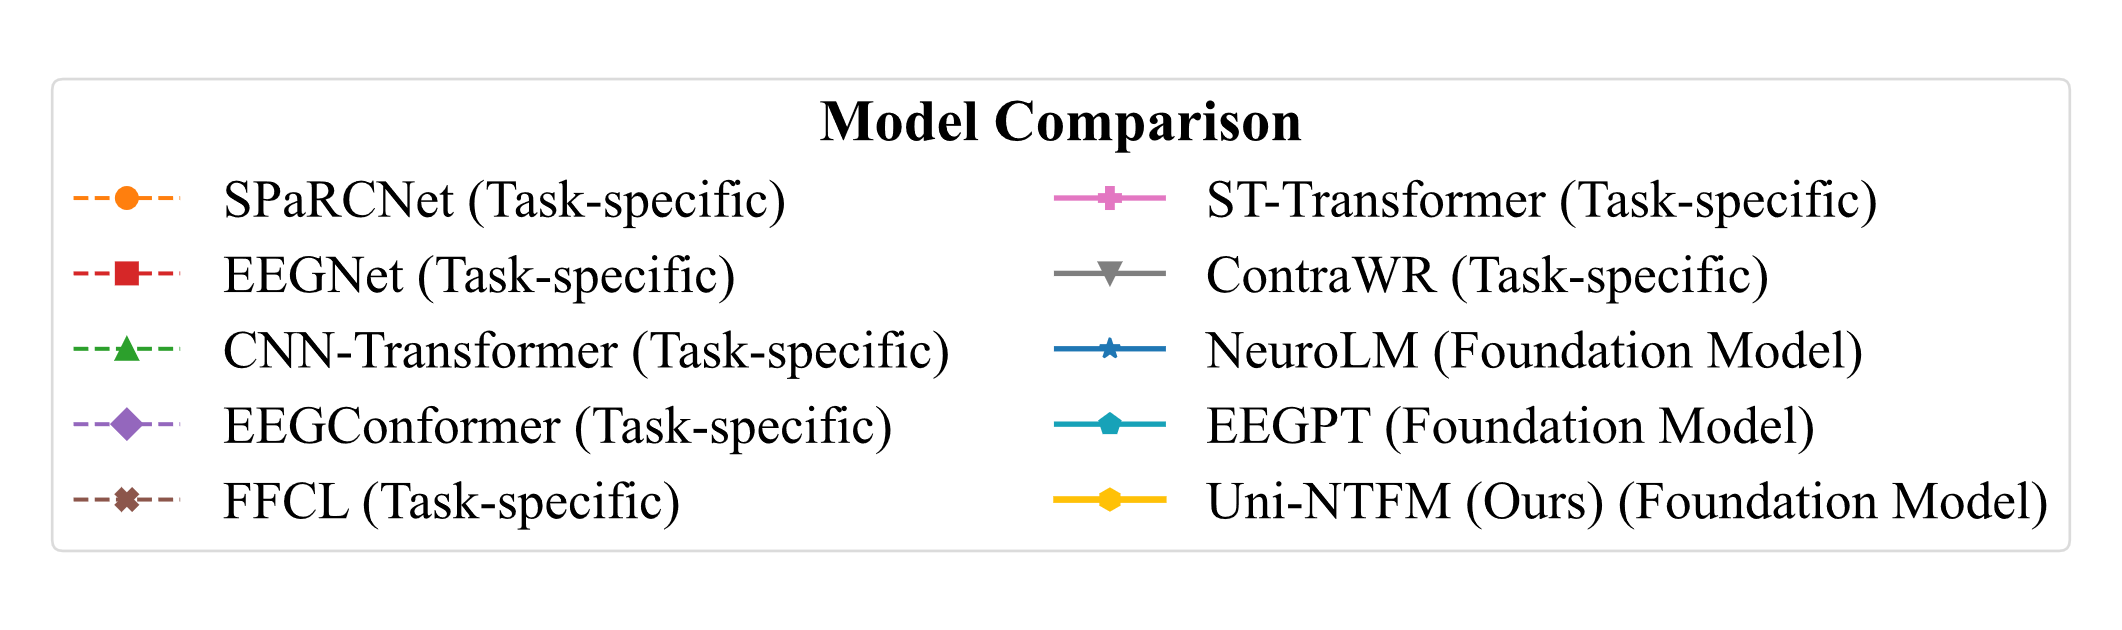 Model Comparison
SPaRCNet (Task-specific)
EEGNet (Task-specific)
CNN-Transformer (Task-specific)
EEGConformer (Task-specific)
FFCL (Task-specific)
ST-Transformer (Task-specific)
ContraWR (Task-specific)
NeuroLM (Foundation Model)
EEGPT (Foundation Model)
Uni-NTFM (Ours) (Foundation Model)